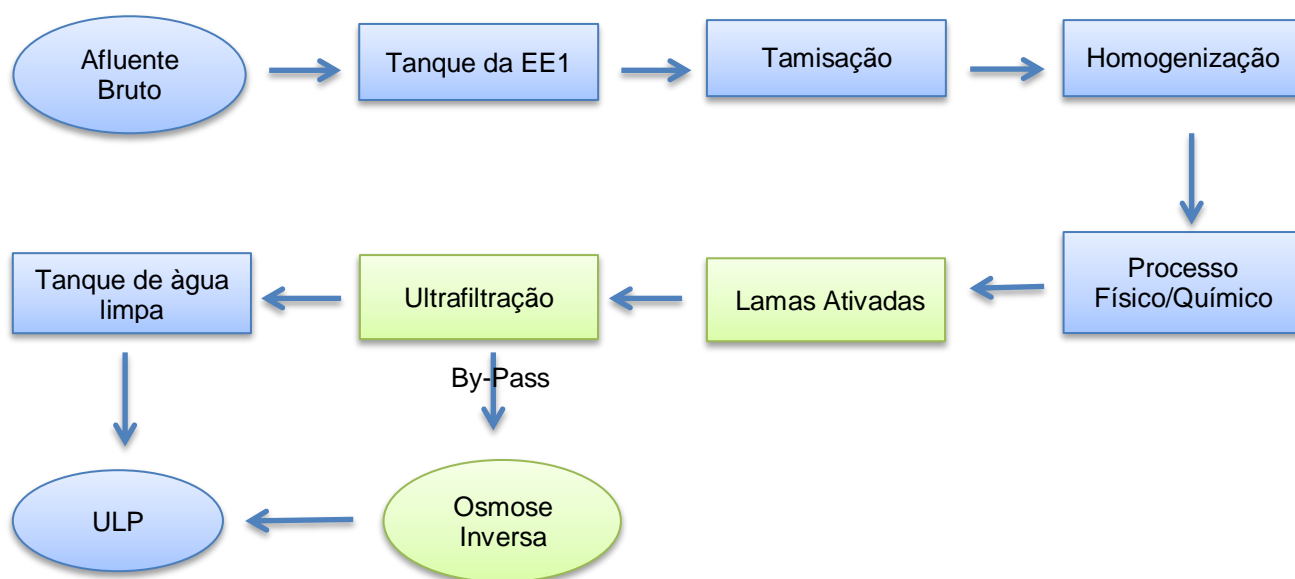 Afluente
Bruto
Tanque da EE1
Tamisação
Homogenização
Processo
Físico/Químico
Lamas Ativadas
Ultrafiltração
Tanque de àgua
limpa
By-Pass
ULP
Osmose
Inversa